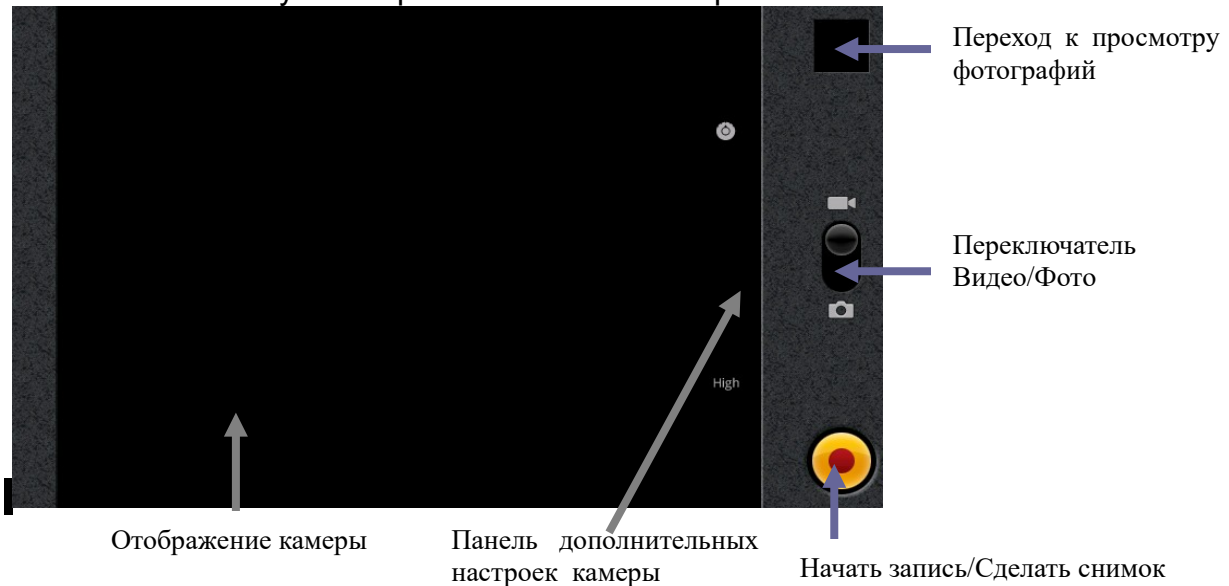 Переход к просмотру
фотографий
Переключатель
Видео/Фото
High
Отображение камеры
Панель дополнительных
настроек камеры
Начать запись/Сделать снимок